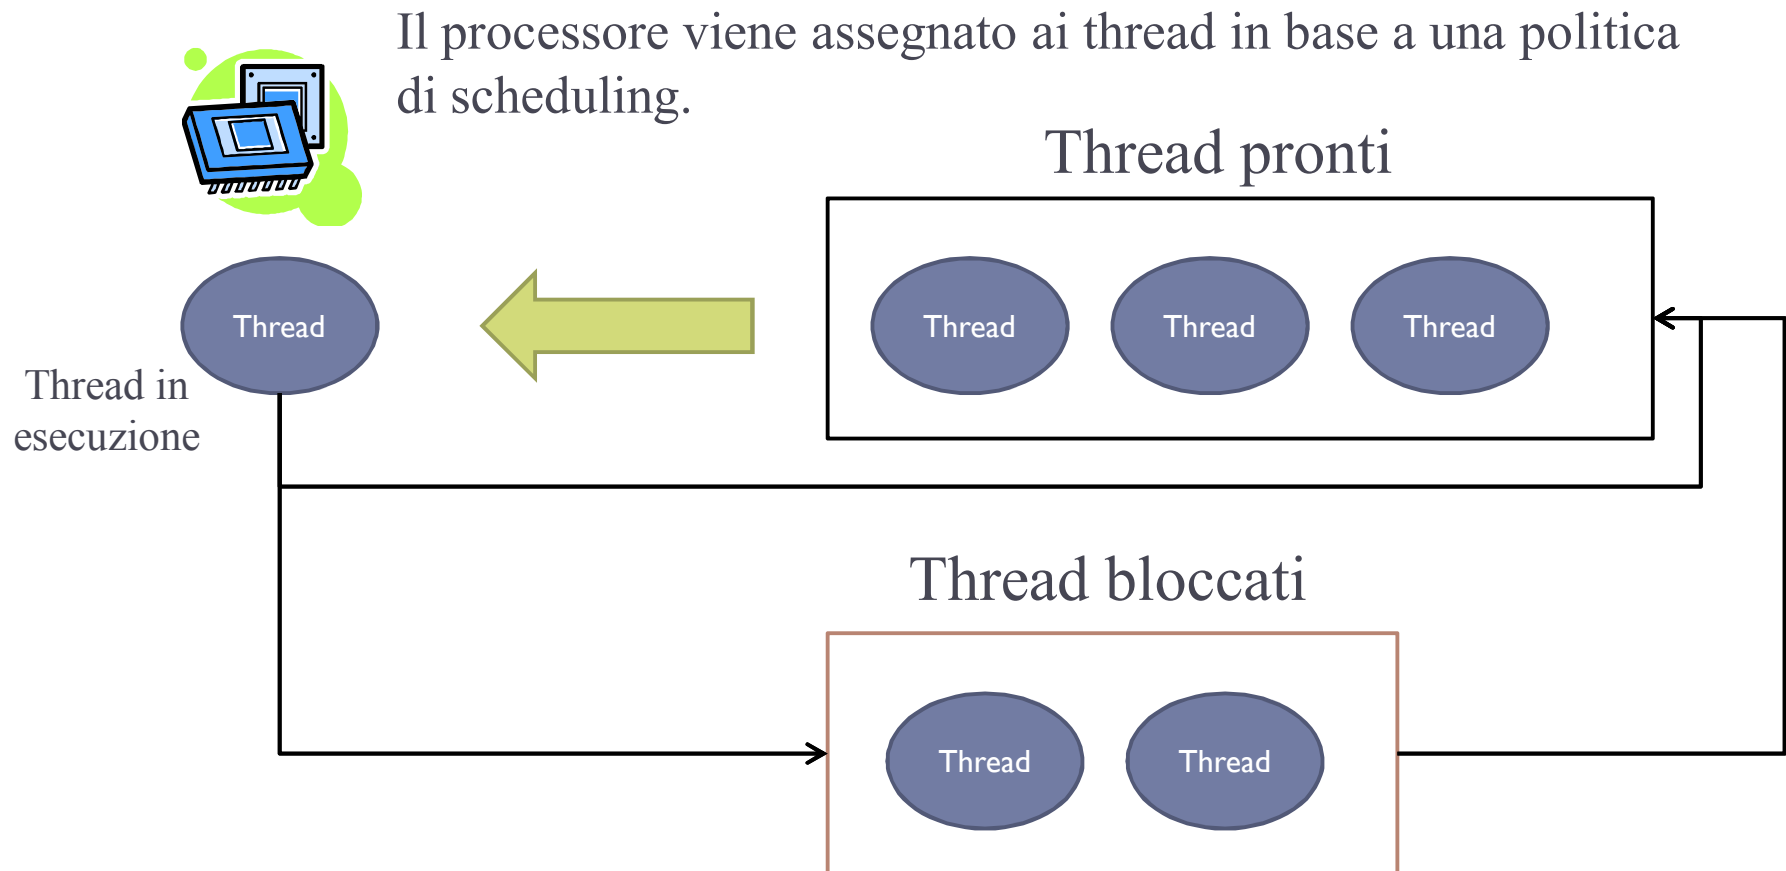 Il processore viene assegnato ai thread in base a una politica
di scheduling.
Thread pronti
Thread
Thread
Thread
Thread
Thread in
esecuzione
Thread bloccati
Thread
Thread